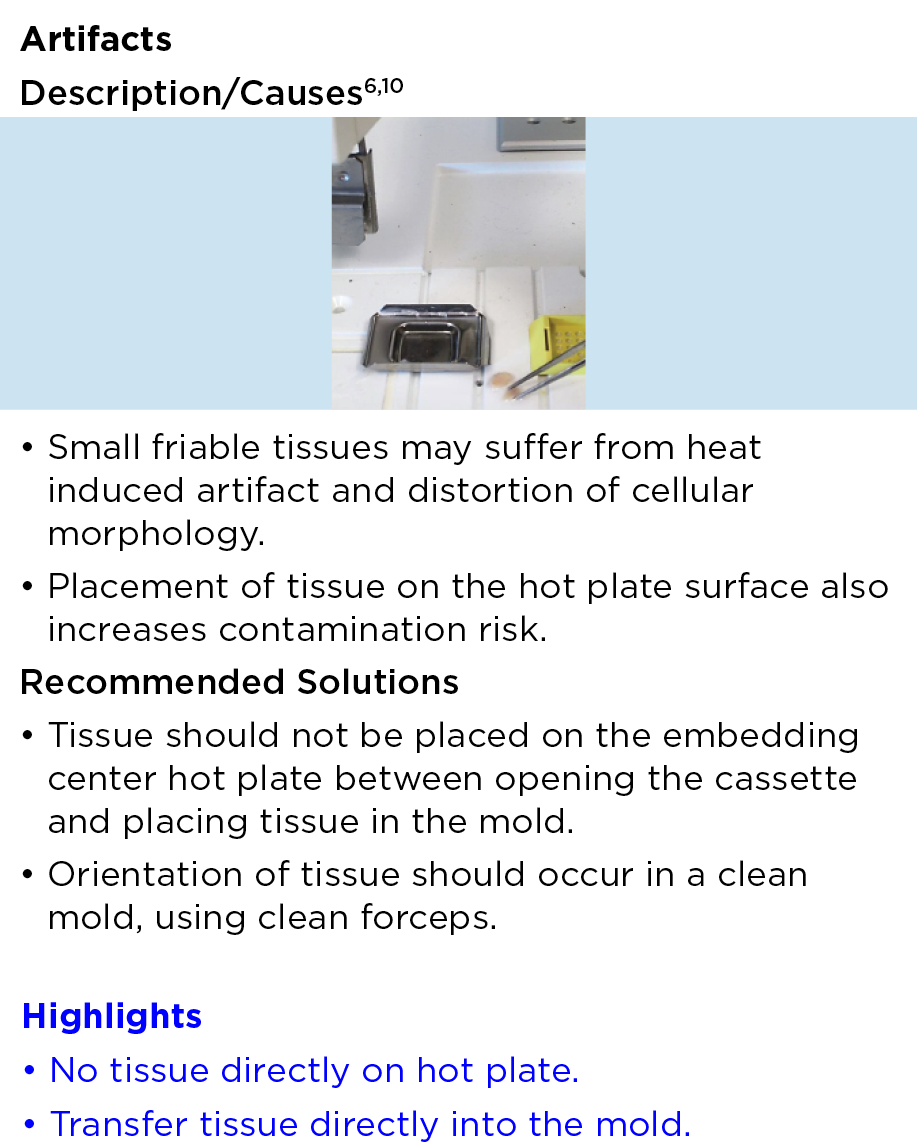 Artifacts
Description/Causes6,10
• Small friable tissues may suffer from heat
induced artifact and distortion of cellular
morphology.
• Placement of tissue on the hot plate surface also
increases contamination risk.
Recommended Solutions
• Tissue should not be placed on the embedding
center hot plate between opening the cassette
and placing tissue in the mold.
• Orientation of tissue should occur in a clean
mold, using clean forceps.
Highlights
• No tissue directly on hot plate.
• Transfer tissue directly into the mold.